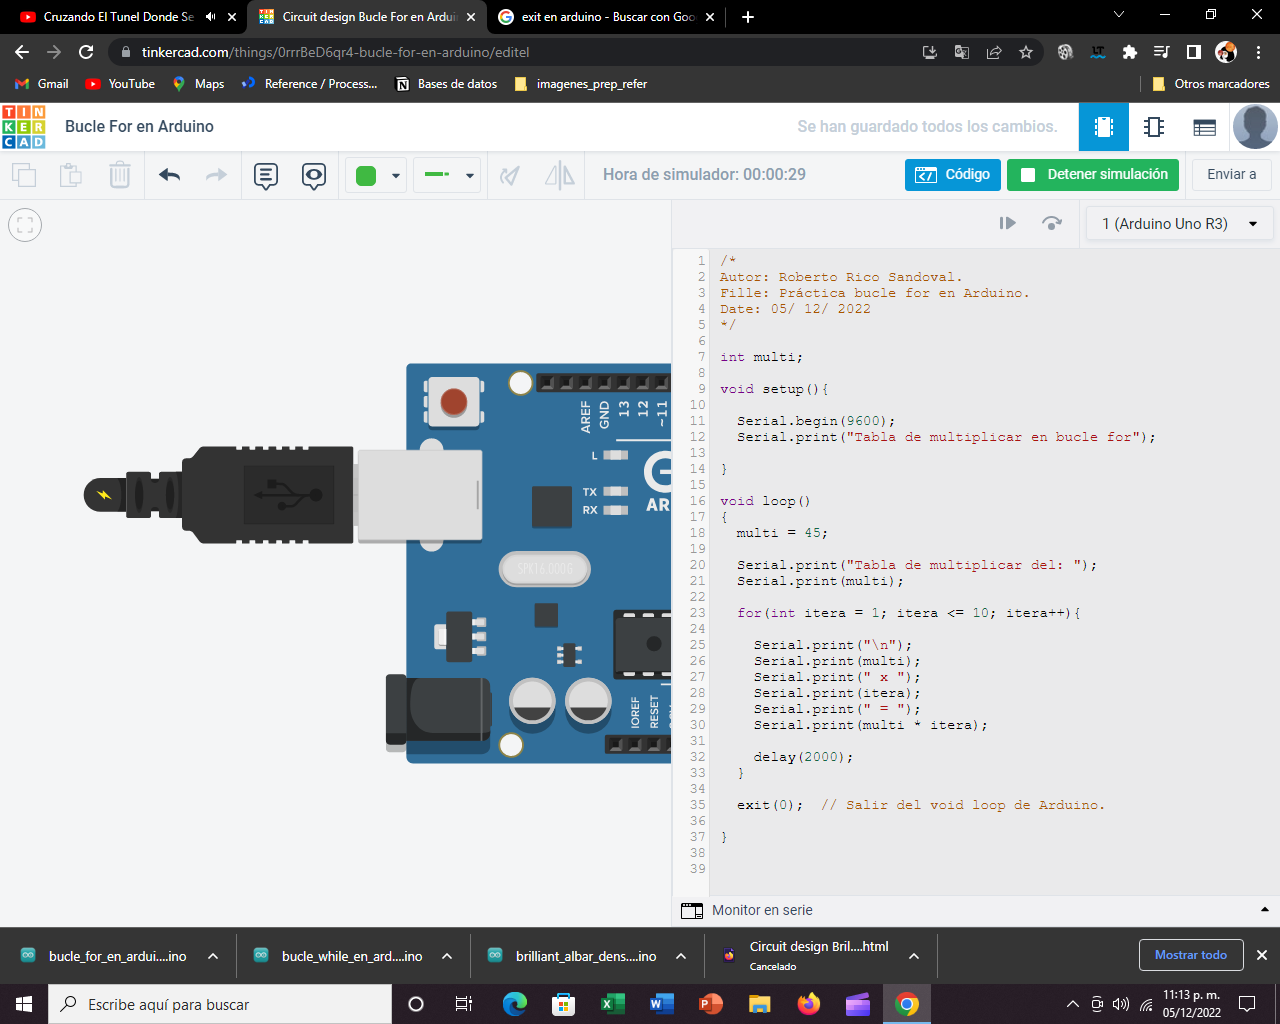 Cruzando El Tunel Donde Se
Circuit design Bucle For en Ardui
exit en arduino - Buscar con Goo
tinkercad.com/things/0rrrBeD6qr4-bucle-for-en-arduino/editel
Gmail
YouTube
Maps
Reference / Process...
Bases de datos
imagenes_prep_refer
Otros marcadores
TIN
KER
CAD
Bucle For en Arduino
Se han guardado todos los cambios.
Hora de simulador: 00:00:29
Código
Detener simulación
Enviar a
1 (Arduino Uno R3)
AREF
GND
13
12
~11
L
TX
RX
AR
SPK16.000G
IOREF
RESET
1 /*
2 Autor: Roberto Rico Sandoval.
3 Fille: Práctica bucle for en Arduino.
4 Date: 05/ 12/ 2022
5 */
6
7 int multi;
8
9 void setup(){
10
11 Serial.begin(9600);
12 Serial.print("Tabla de multiplicar en bucle for");
13
14 }
15
16 void loop()
17 {
18 multi = 45;
19
20 Serial.print("Tabla de multiplicar del: ");
21 Serial.print(multi);
22
23 for(int itera = 1; itera <= 10; itera++){
24
25 Serial.print("\n");
26 Serial.print(multi);
27 Serial.print(" x ");
28 Serial.print(itera);
29 Serial.print(" = ");
30 Serial.print(multi * itera);
31
32 delay(2000);
33 }
34
35 exit(0);  // Salir del void loop de Arduino.
36
37 }
38
39
Monitor en serie
bucle_for_en_ardui....ino
bucle_while_en_ard....ino
brilliant_albar_dens....ino
Circuit design Bril....html
Cancelado
Mostrar todo
Escribe aquí para buscar
11:13 p. m.
05/12/2022